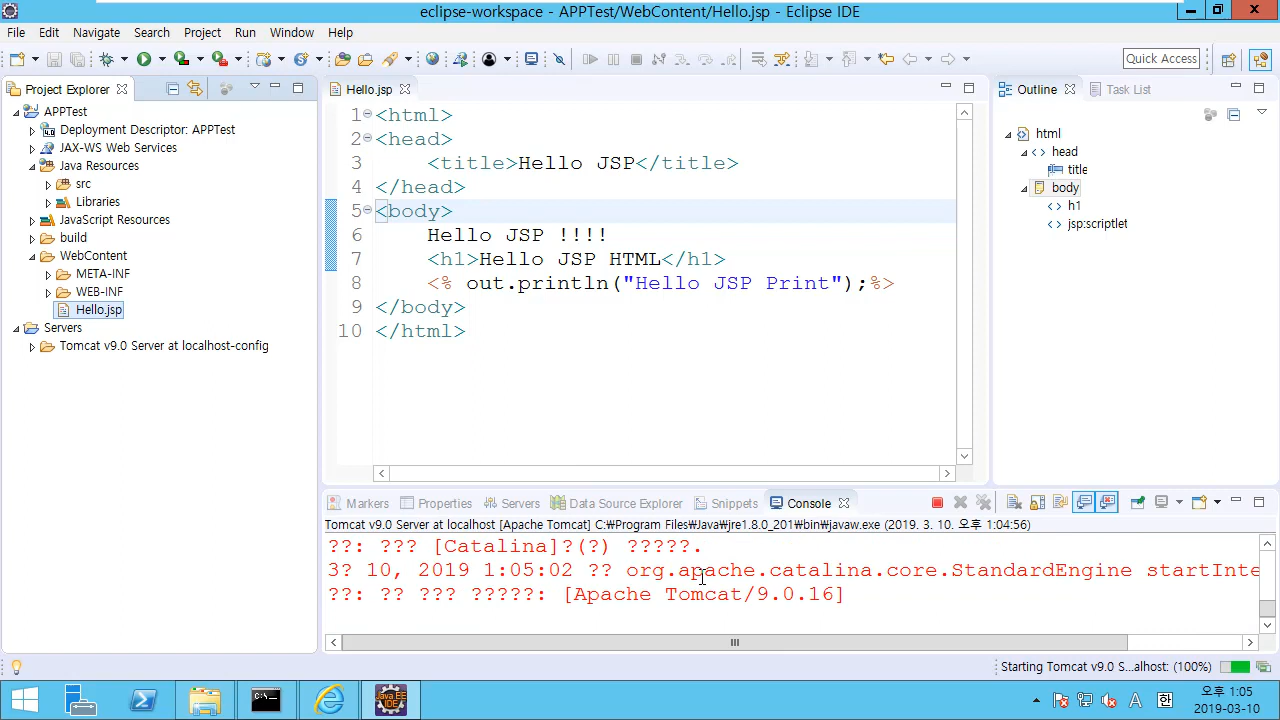 eclipse-workspace - APPTest/WebContent/Hello.jsp - Eclipse IDE
File Edit Navigate Search Project Run Window Help
Quick Access
Project Explorer
APPTest
Deployment Descriptor: APPTest
JAX-WS Web Services
Java Resources
src
Libraries
JavaScript Resources
build
WebContent
META-INF
WEB-INF
Hello.jsp
Servers
Tomcat v9.0 Server at localhost-config
Hello.jsp
1 <html>
2 <head>
3 <title>Hello JSP</title>
4 </head>
5 <body>
6 Hello JSP !!!!
7 <h1>Hello JSP HTML</h1>
8 <% out.println("Hello JSP Print");%>
9 </body>
10 </html>
Outline Task List
html
head
title
body
h1
jsp:scriptlet
Markers Properties Servers Data Source Explorer Snippets Console
Tomcat v9.0 Server at localhost [Apache Tomcat] C:₩Program Files₩Java₩jre1.8.0_201₩bin₩javaw.exe (2019. 3. 10. 오후 1:04:56)
??: ??? [Catalina]?(?) ?????.
3? 10, 2019 1:05:02 ?? org.apache.catalina.core.StandardEngine startInte
??: ?? ??? ?????: [Apache Tomcat/9.0.16]
Starting Tomcat v9.0 S...alhost: (100%)
Java EE
IDE
A 한
오후 1:05
2019-03-10